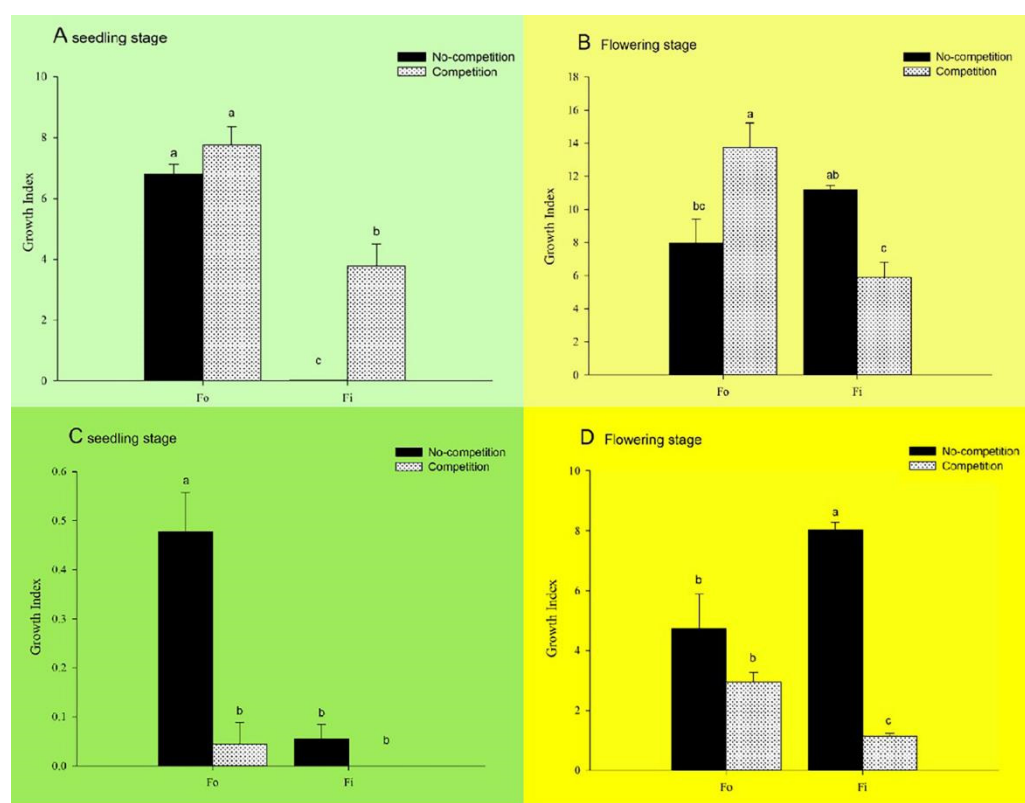 A seedling stage
No-competition
Competition
10
8
6
4
2
0
Growth Index
a
a
c
b
Fo
Fi
B Flowering stage
No-competition
Competition
18
16
14
12
10
8
6
4
2
0
Growth Index
bc
a
ab
c
Fo
Fi
C seedling stage
No-competition
Competition
0.6
0.5
0.4
0.3
0.2
0.1
0.0
Growth Index
a
b
b
b
Fo
Fi
D Flowering stage
No-competition
Competition
10
8
6
4
2
0
Growth Index
b
b
a
c
Fo
Fi